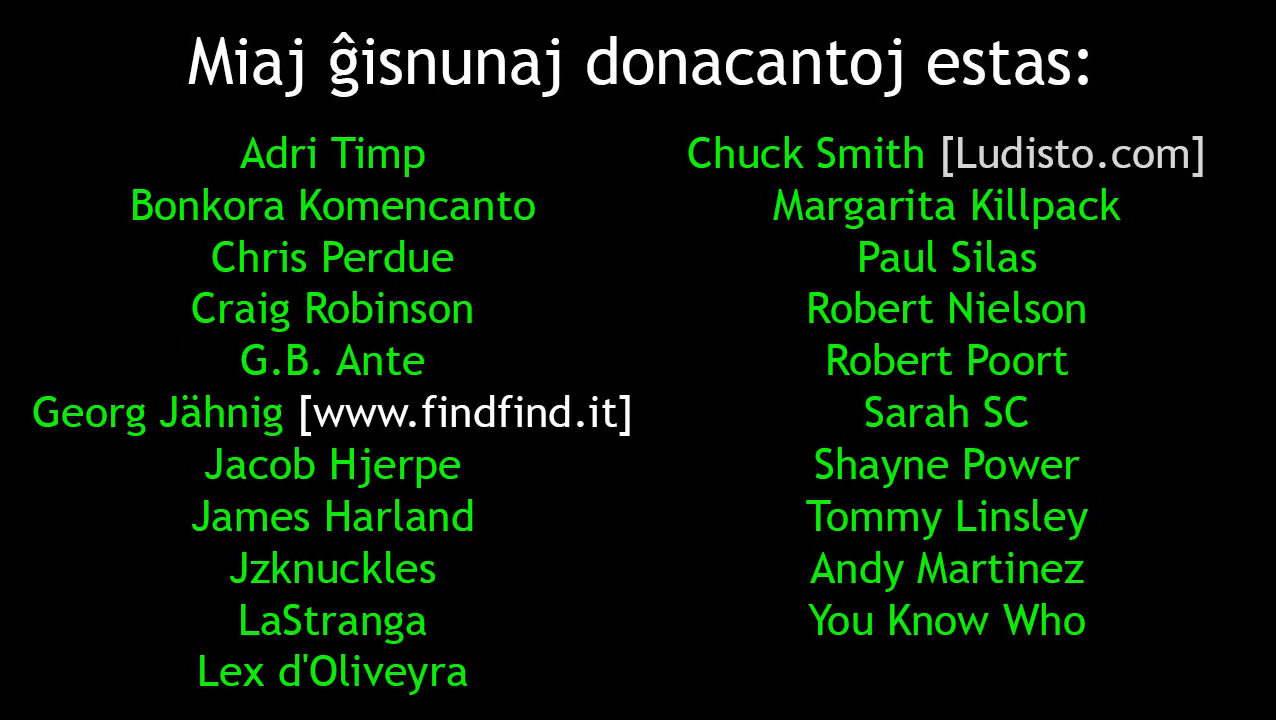 Miaj ĝisnunaj donacantoj estas:
Adri Timp
Bonkora Komencanto
Chris Perdue
Craig Robinson
G.B. Ante
Georg Jähnig [www.findfind.it]
Jacob Hjerpe
James Harland
Jzknuckles
LaStranga
Lex d'Oliveyra
Chuck Smith [Ludisto.com]
Margarita Killpack
Paul Silas
Robert Nielson
Robert Poort
Sarah SC
Shayne Power
Tommy Linsley
Andy Martinez
You Know Who